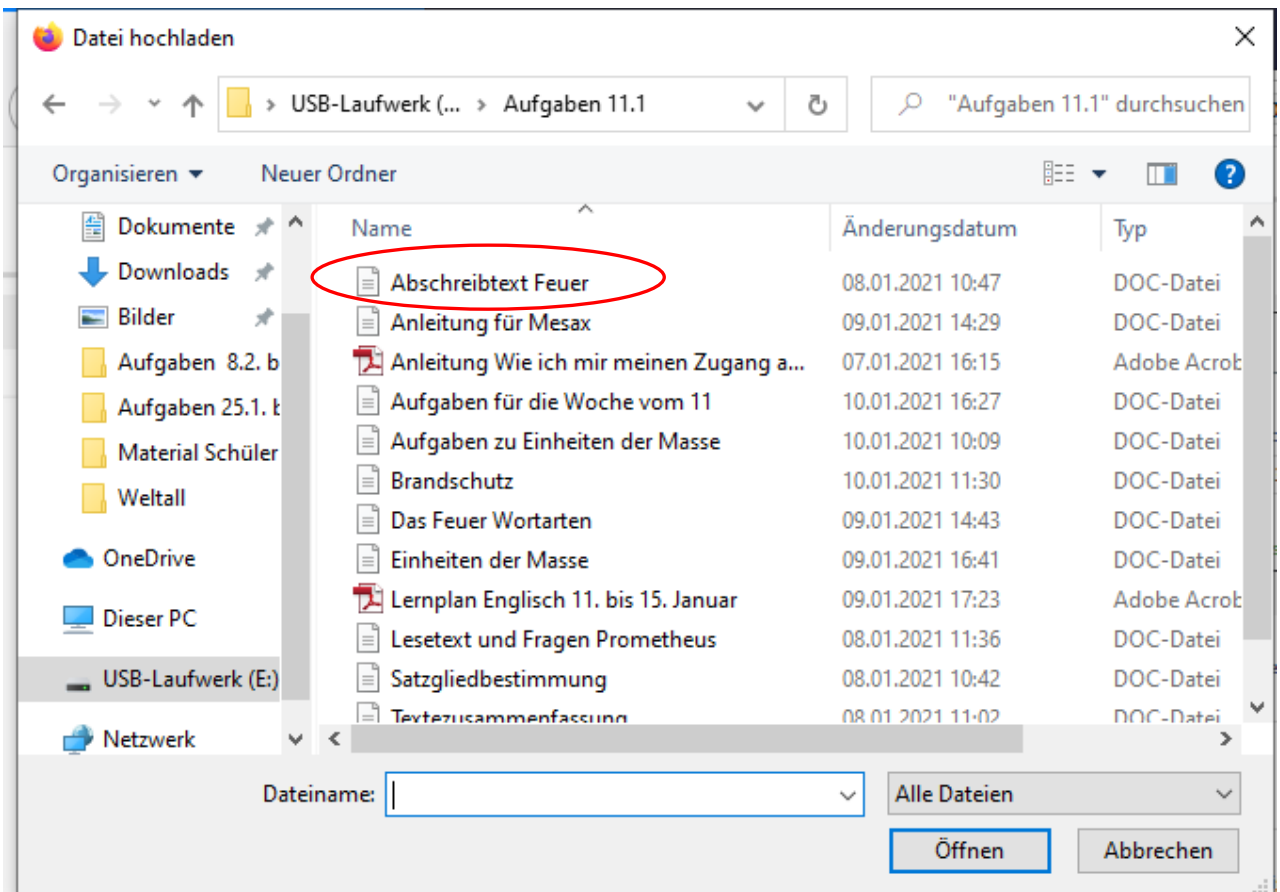 Datei hochladen
USB-Laufwerk (... › Aufgaben 11.1
"Aufgaben 11.1" durchsuchen
Organisieren
Neuer Ordner
Dokumente
Downloads
Bilder
Aufgaben 8.2. b
Aufgaben 25.1. b
Material Schüler
Weltall
OneDrive
Dieser PC
USB-Laufwerk (E:)
Netzwerk
Name Änderungsdatum Typ
Abschreibtext Feuer 08.01.2021 10:47 DOC-Datei
Anleitung für Mesax 09.01.2021 14:29 DOC-Datei
Anleitung Wie ich mir meinen Zugang a... 07.01.2021 16:15 Adobe Acrob
Aufgaben für die Woche vom 11 10.01.2021 16:27 DOC-Datei
Aufgaben zu Einheiten der Masse 10.01.2021 10:09 DOC-Datei
Brandschutz 10.01.2021 11:30 DOC-Datei
Das Feuer Wortarten 09.01.2021 14:43 DOC-Datei
Einheiten der Masse 09.01.2021 16:41 DOC-Datei
Lernplan Englisch 11. bis 15. Januar 09.01.2021 17:23 Adobe Acrob
Lesetext und Fragen Prometheus 08.01.2021 11:36 DOC-Datei
Satzgliedbestimmung 08.01.2021 10:42 DOC-Datei
Textezusammenfassung 08.01.2021 11:02 DOC-Datei
Dateiname:
Alle Dateien
Öffnen
Abbrechen